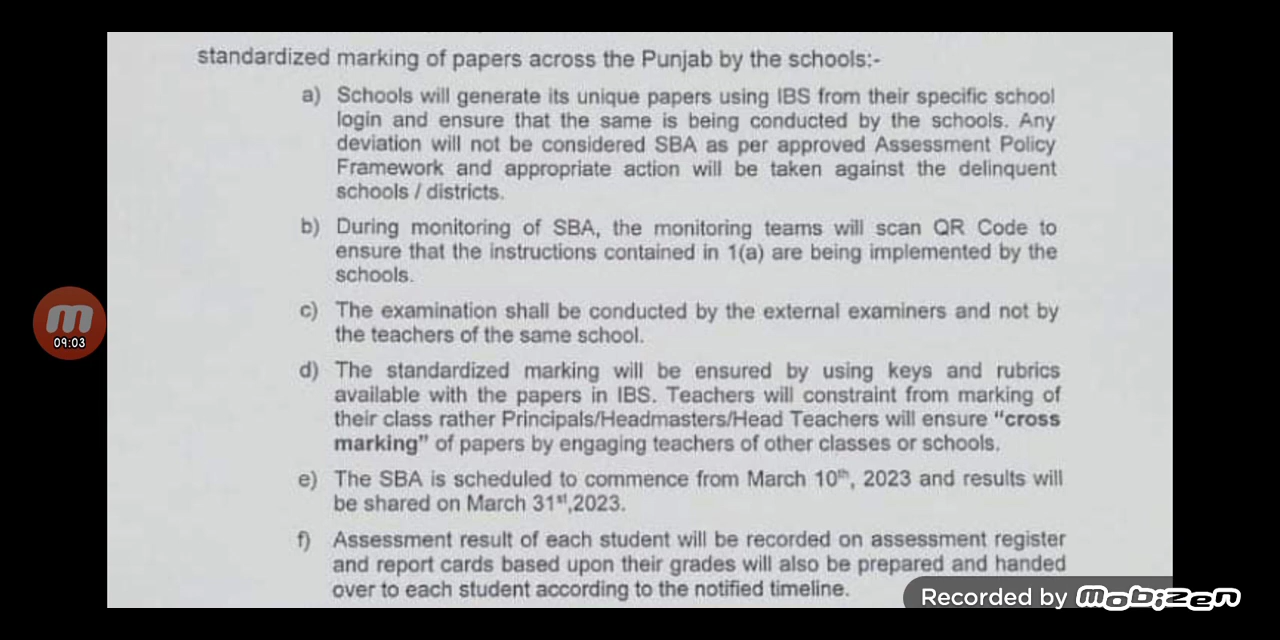 standardized marking of papers across the Punjab by the schools:-
a) Schools will generate its unique papers using IBS from their specific school
login and ensure that the same is being conducted by the schools. Any
deviation will not be considered SBA as per approved Assessment Policy
Framework and appropriate action will be taken against the delinquent
schools / districts.
b) During monitoring of SBA, the monitoring teams will scan QR Code to
ensure that the instructions contained in 1(a) are being implemented by the
schools.
c) The examination shall be conducted by the external examiners and not by
the teachers of the same school.
d) The standardized marking will be ensured by using keys and rubrics
available with the papers in IBS. Teachers will constraint from marking of
their class rather Principals/Headmasters/Head Teachers will ensure "cross
marking" of papers by engaging teachers of other classes or schools.
e) The SBA is scheduled to commence from March 10th, 2023 and results will
be shared on March 31st,2023.
f) Assessment result of each student will be recorded on assessment register
and report cards based upon their grades will also be prepared and handed
over to each student according to the notified timeline.
m
09:03
Recorded by mobizen